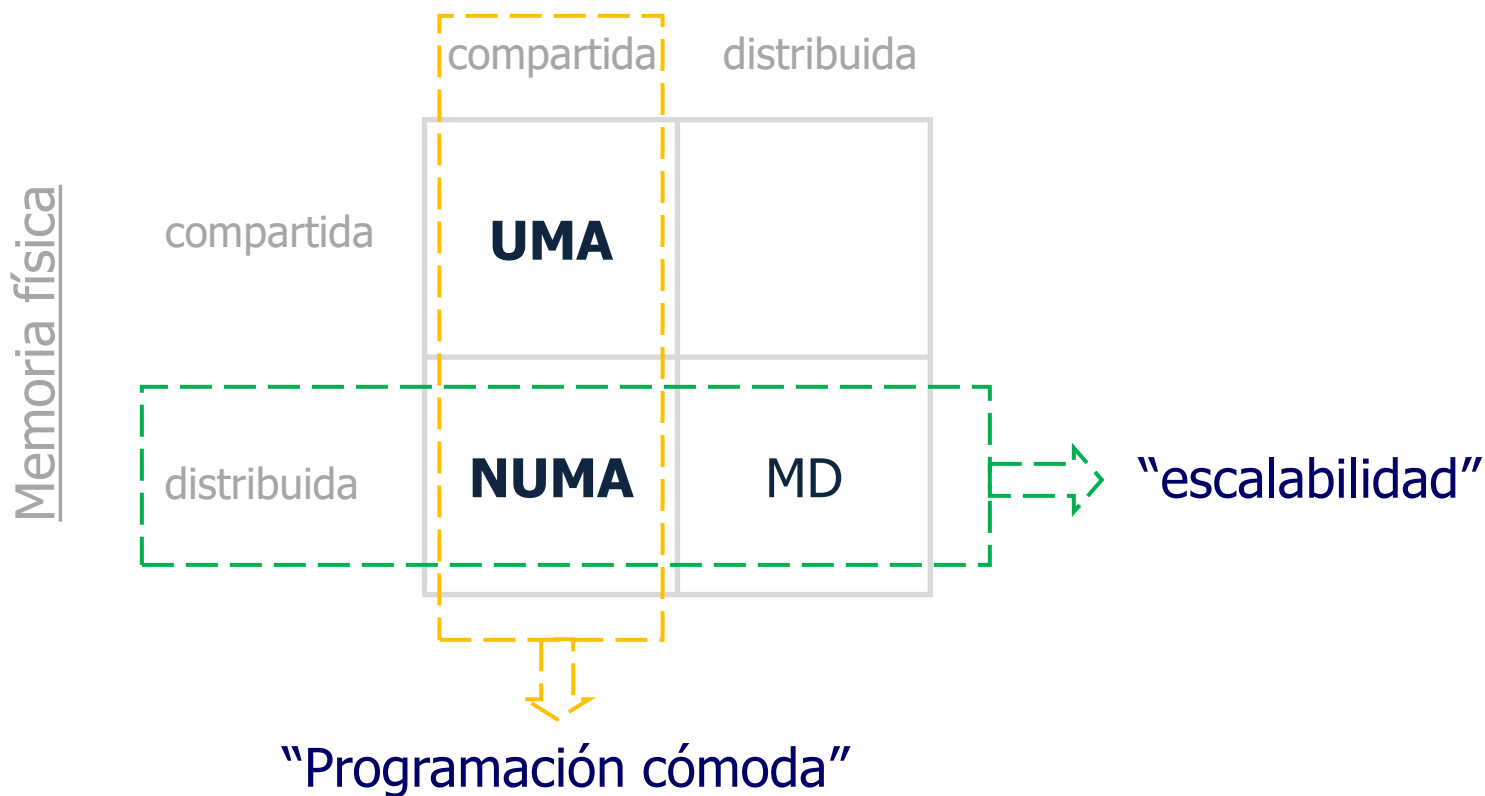 compartida distribuida
Memoria física
compartida
UMA
distribuida
NUMA
MD
“escalabilidad”
“Programación cómoda”